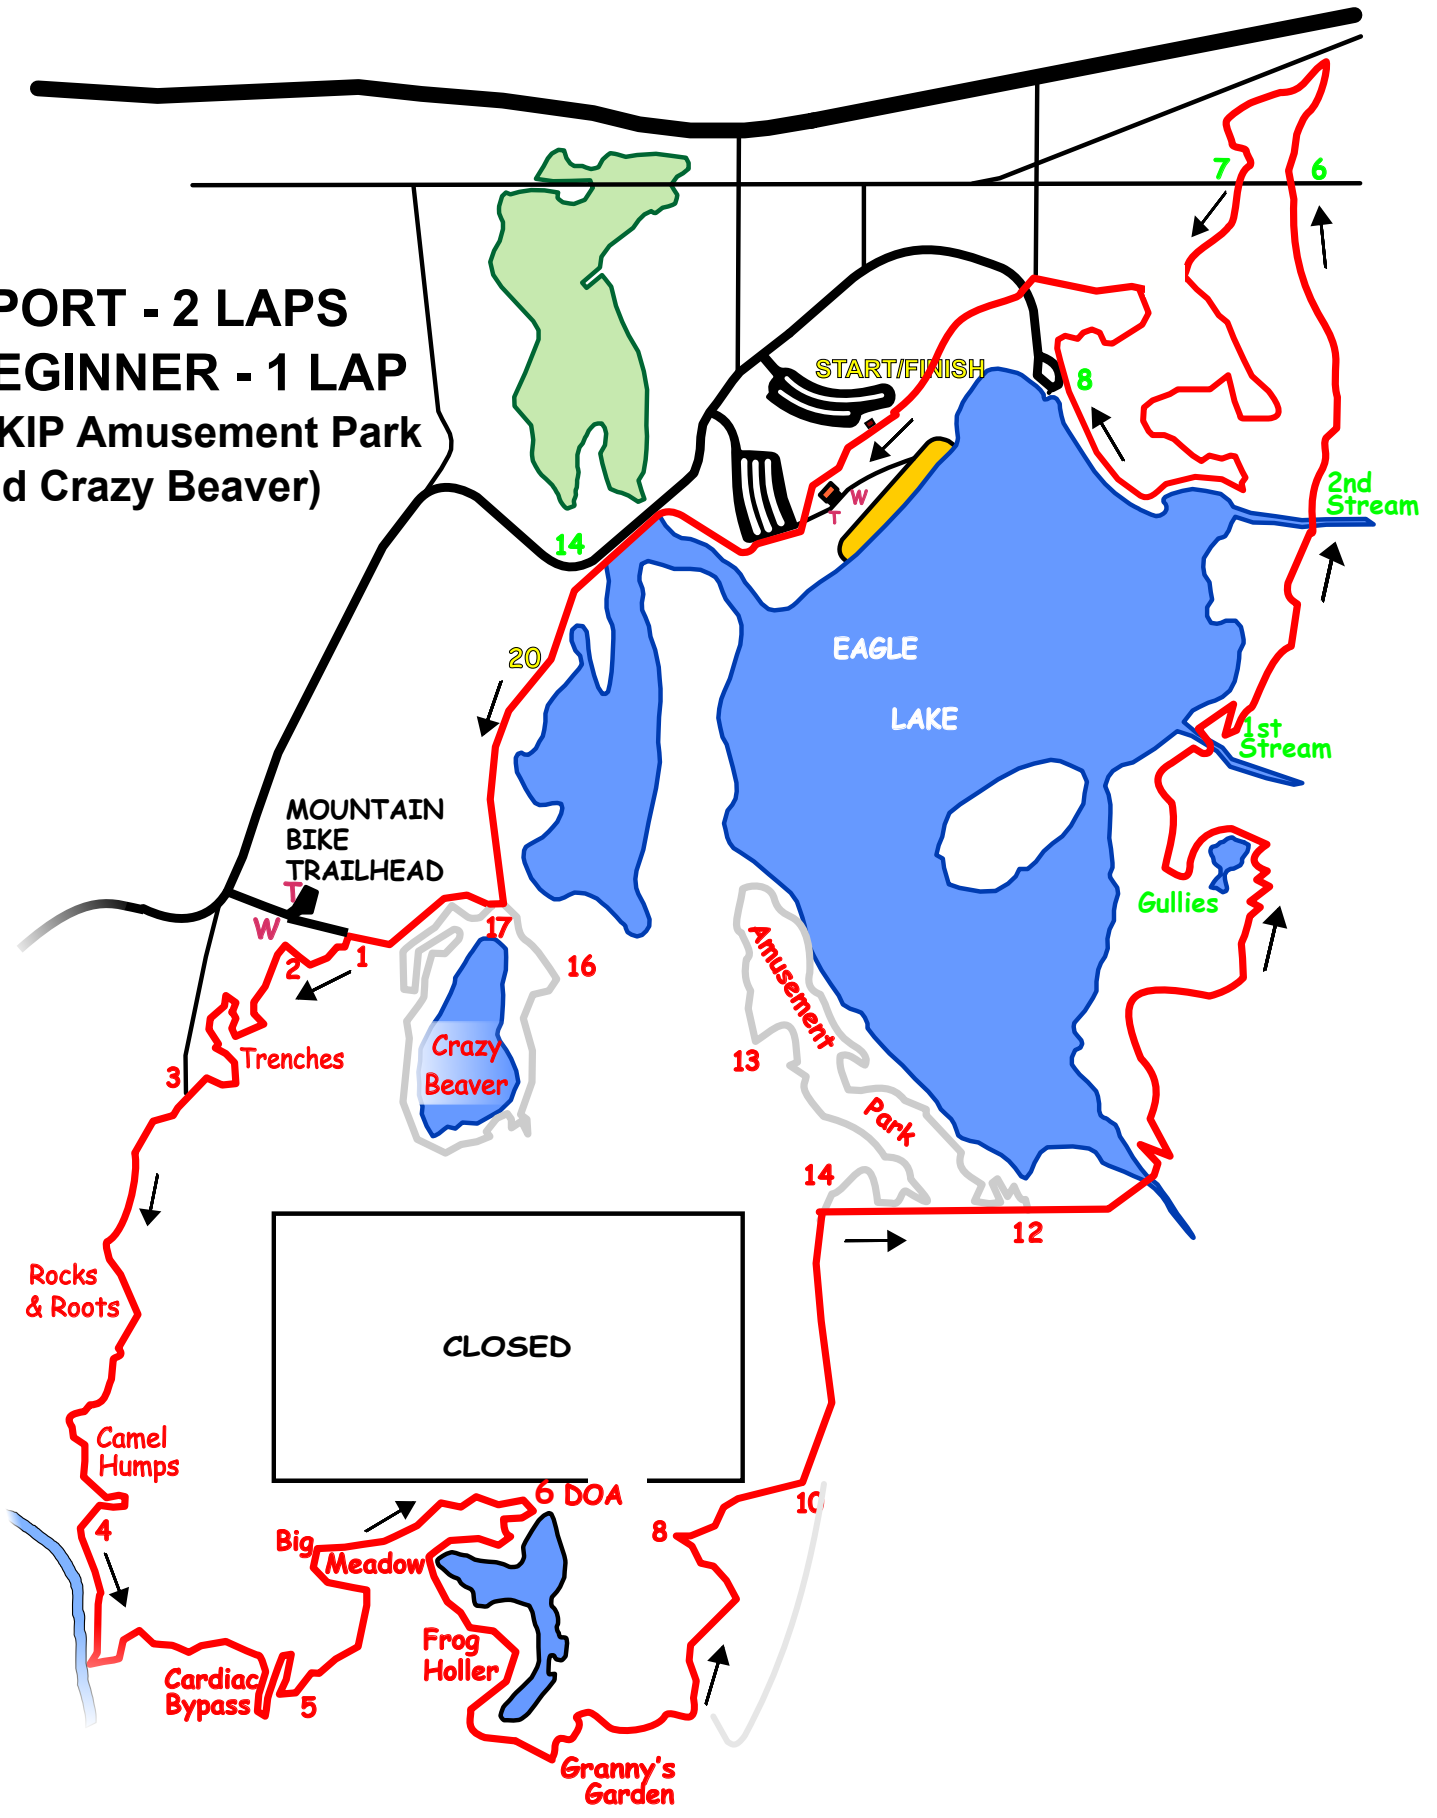 7
6
PORT - 2 LAPS
EGINNER - 1 LAP
KIP Amusement Park
d Crazy Beaver)
START/FINISH
8
2nd
Stream
W
T
14
20
EAGLE
LAKE
1st
Stream
MOUNTAIN
BIKE
TRAILHEAD
T
W
Gullies
17
1
2
16
Amusement
Park
Crazy
Beaver
Trenches
13
3
14
12
Rocks
& Roots
CLOSED
Camel
Humps
6 DOA
10
4
8
Big
Meadow
Frog
Holler
Cardiac
Bypass
5
Granny's
Garden